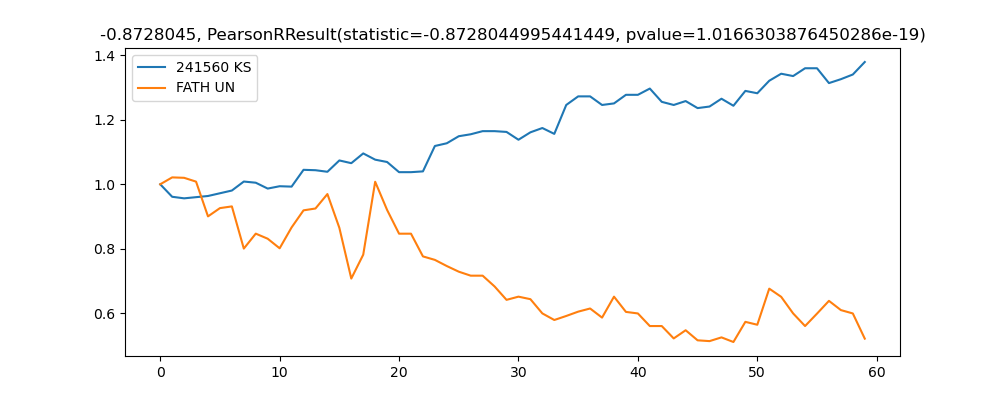 -0.8728045, PearsonRResult(statistic=-0.8728044995441449, pvalue=1.0166303876450286e-19)
241560 KS
FATH UN
1.4
1.2
1.0
0.8
0.6
0 10 20 30 40 50 60